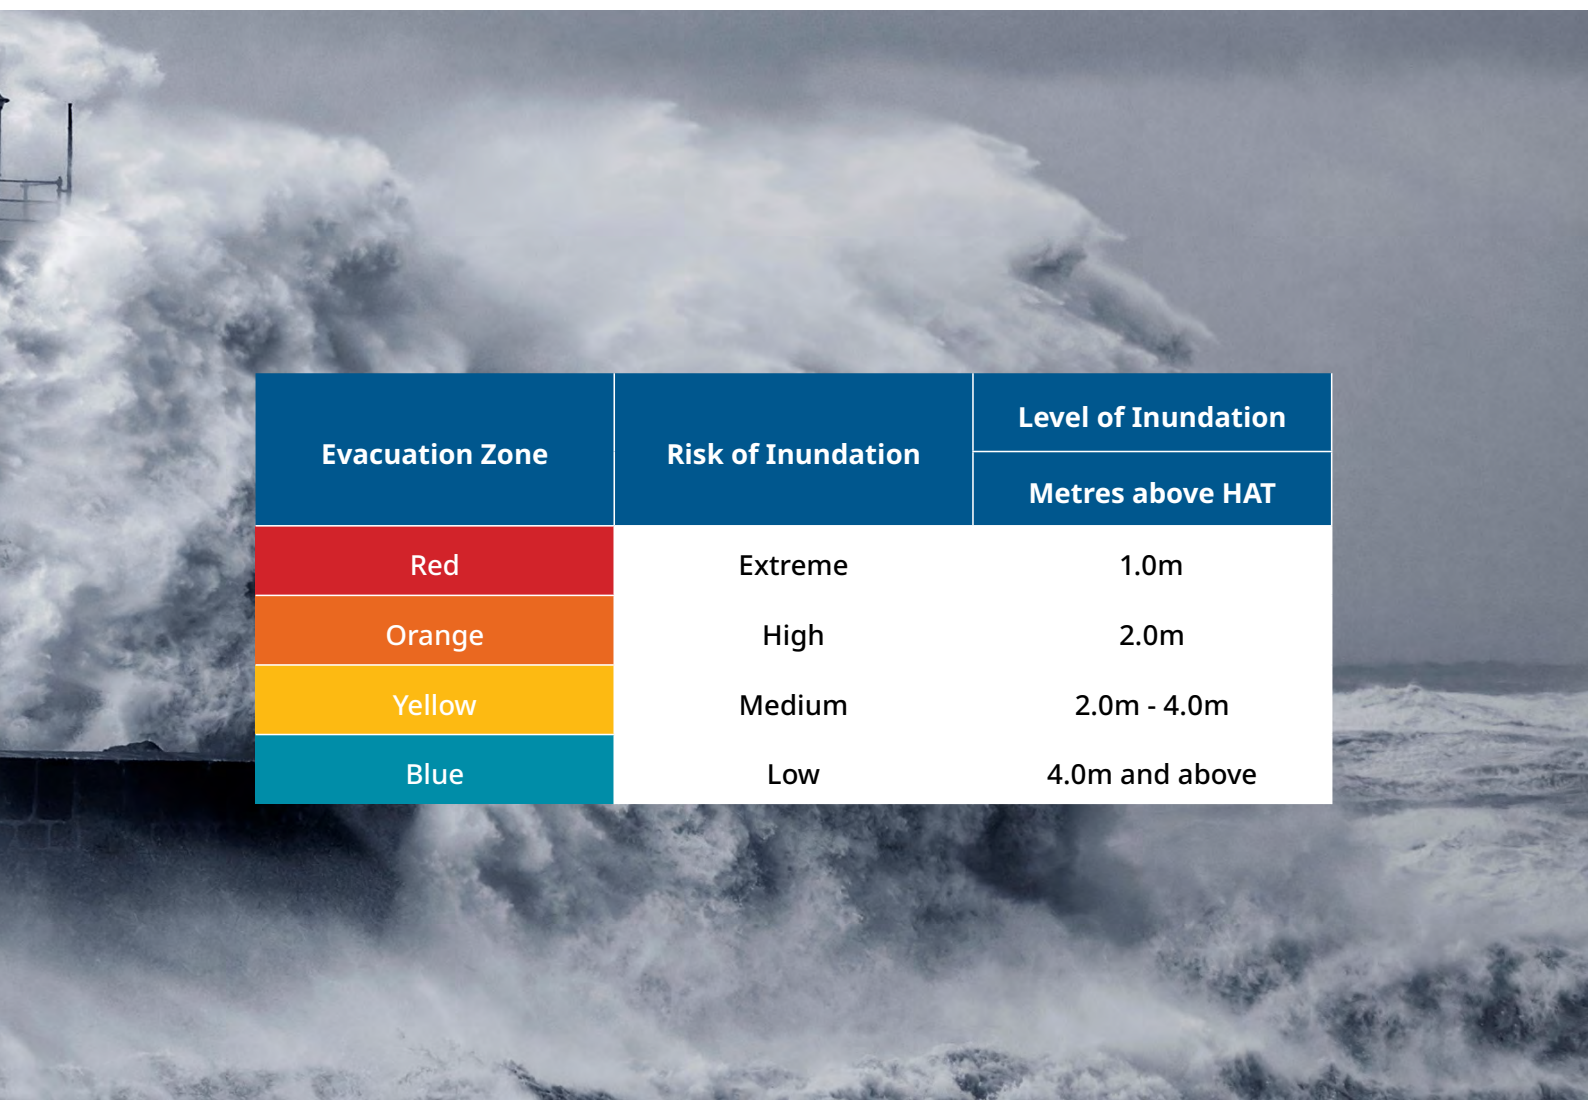 Evacuation Zone
Risk of Inundation
Level of Inundation
Metres above HAT
Red
Extreme
1.0m
Orange
High
2.0m
Yellow
Medium
2.0m - 4.0m
Blue
Low
4.0m and above